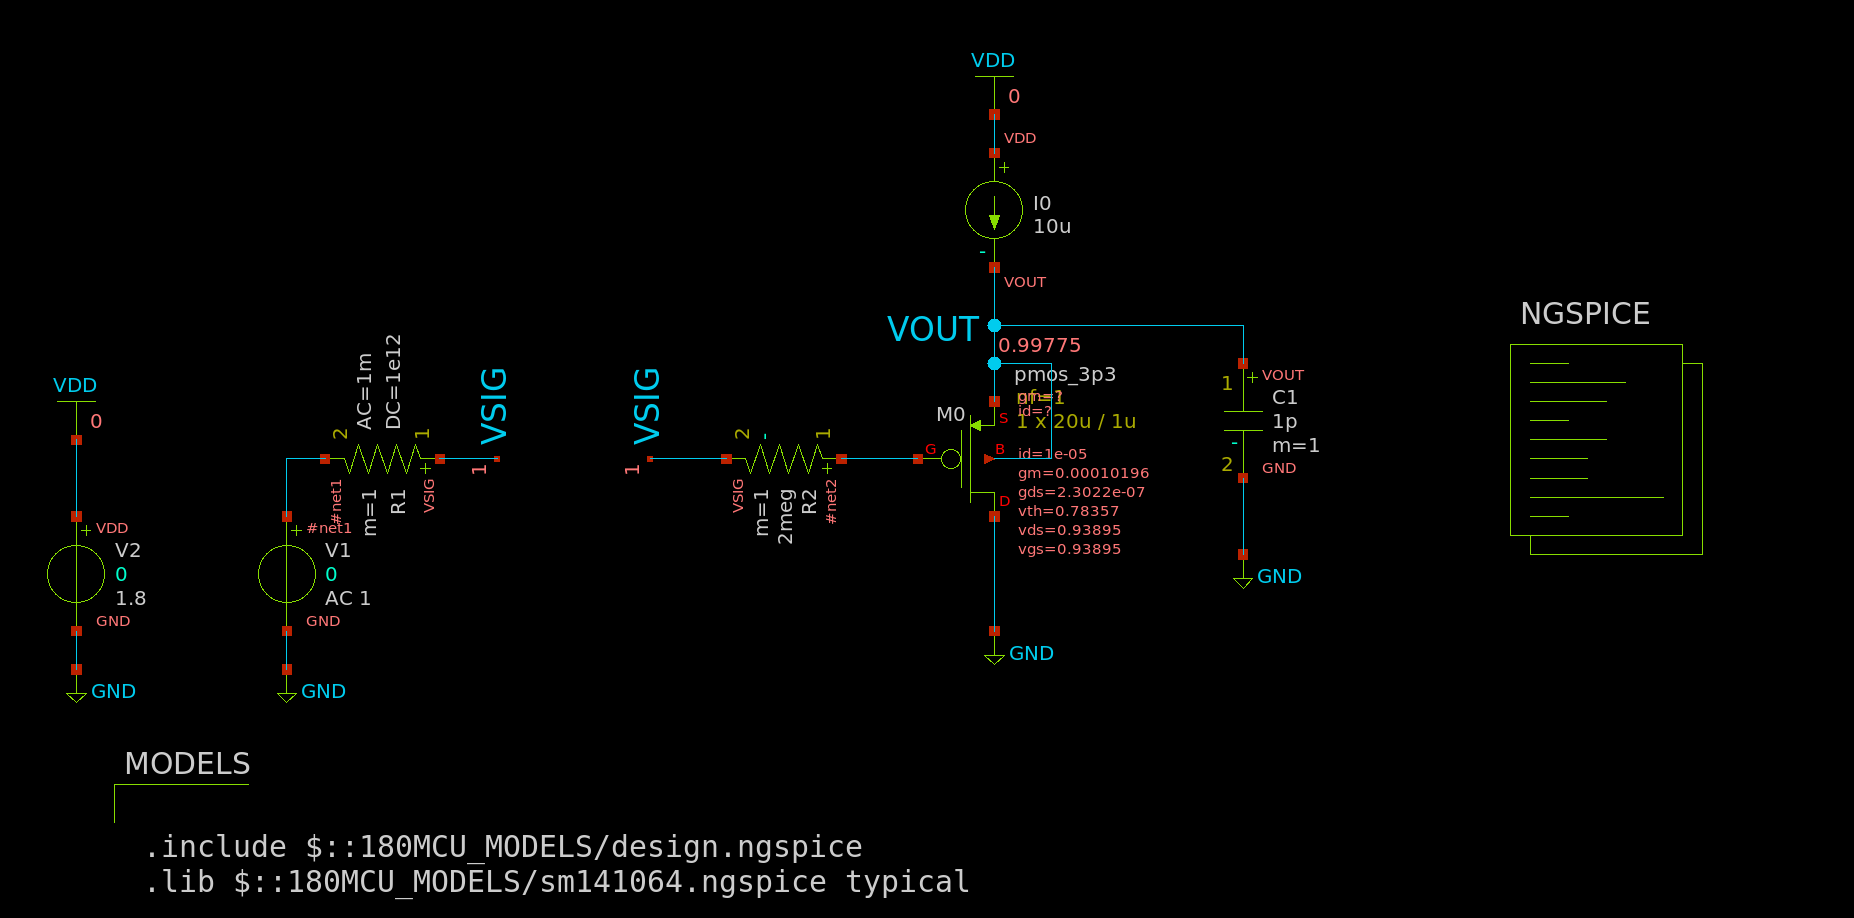 VDD
0
VDD
+
I0
10u
-
VOUT
VOUT
0.99775
pmos_3p3
nf=1
gm=?
id=?
1 x 20u / 1u
M0
S
G
B
D
id=1e-05
gm=0.00010196
gds=2.3022e-07
vth=0.78357
vds=0.93895
vgs=0.93895
GND
1
+
VOUT
C1
1p
m=1
-
2
GND
GND
NGSPICE
VDD
0
+
VDD
V2
0
1.8
GND
GND
AC=1m
DC=1e12
2
1
+
#net1
m=1
R1
VSIG
VSIG
1
+
#net1
V1
0
AC 1
GND
GND
VSIG
1
2
-
1
+
VSIG
m=1
2meg
R2
#net2
MODELS
.include $::180MCU_MODELS/design.ngspice
.lib $::180MCU_MODELS/sm141064.ngspice typical